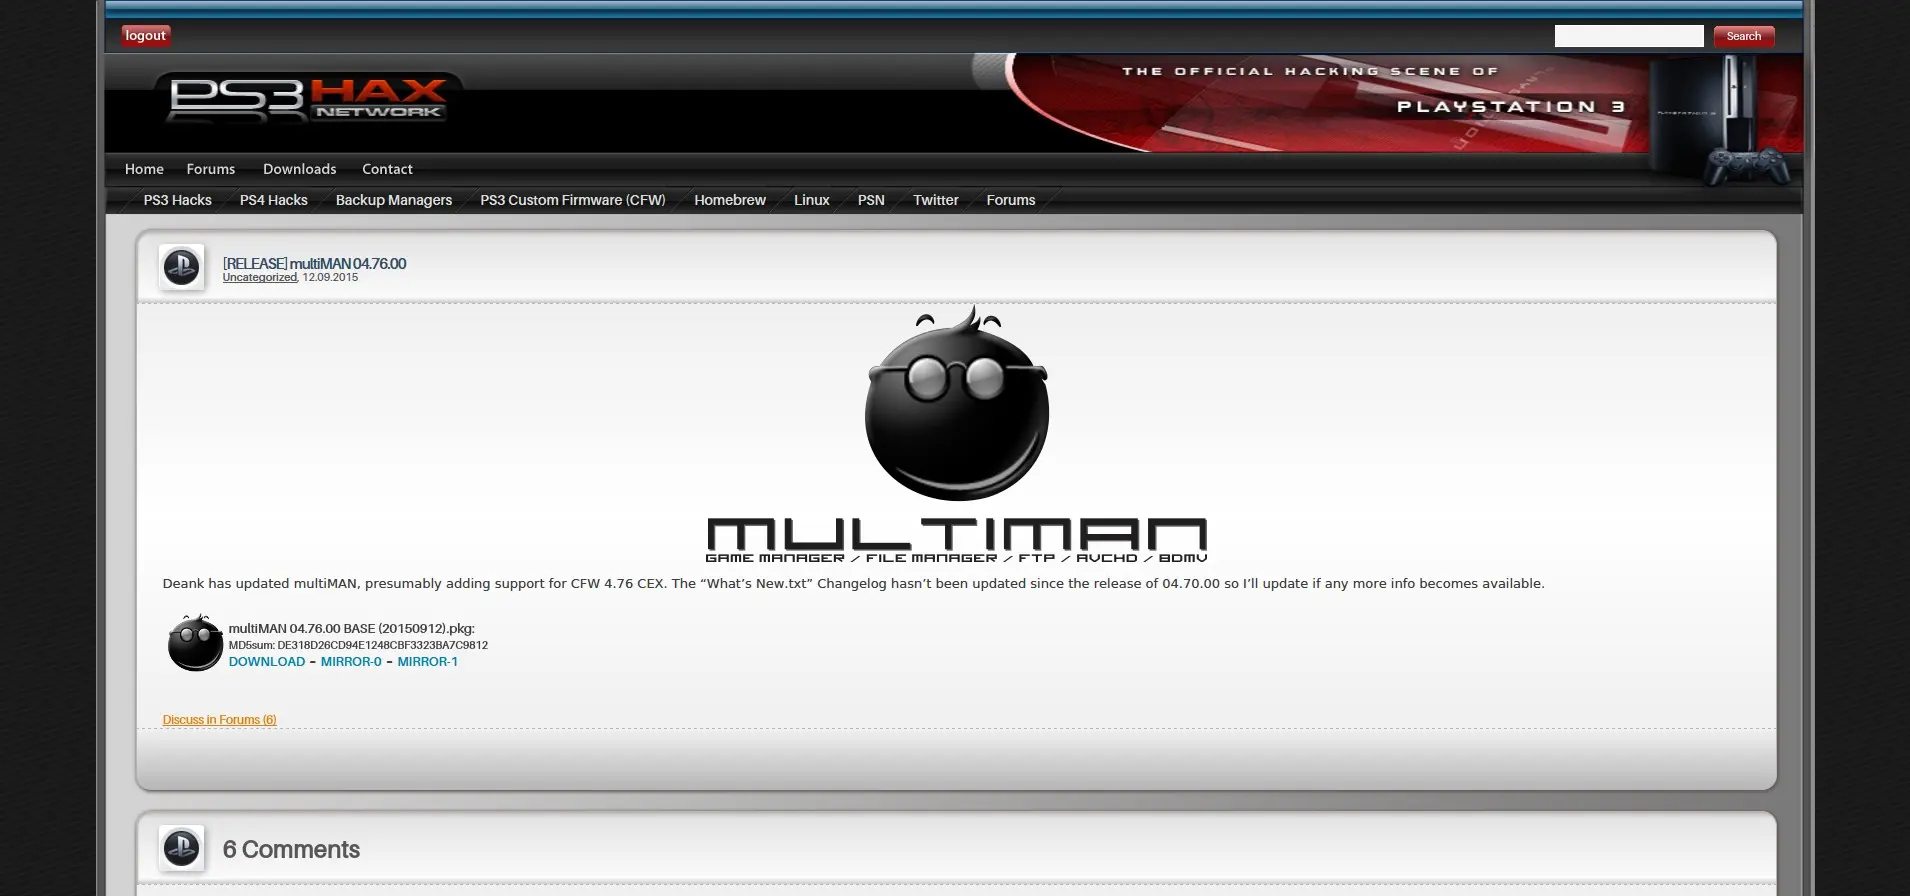 logout
Search
PS3HAX
NETWORK
THE OFFICIAL HACKING SCENE OF
PLAYSTATION 3
Home Forums Downloads Contact
PS3 Hacks PS4 Hacks Backup Managers PS3 Custom Firmware (CFW) Homebrew Linux PSN Twitter Forums
[RELEASE] multiMAN 04.76.00
Uncategorized, 12.09.2015
MULTIMAN
GAME MANAGER / FILE MANAGER / FTP / AVCHD / BDMV
Deank has updated multiMAN, presumably adding support for CFW 4.76 CEX. The “What’s New.txt” Changelog hasn’t been updated since the release of 04.70.00 so I’ll update if any more info becomes available.
multiMAN 04.76.00 BASE (20150912).pkg:
MD5sum: DE318D26CD94E1248CBF3323BA7C9812
DOWNLOAD – MIRROR-0 – MIRROR-1
Discuss in Forums (6)
6 Comments